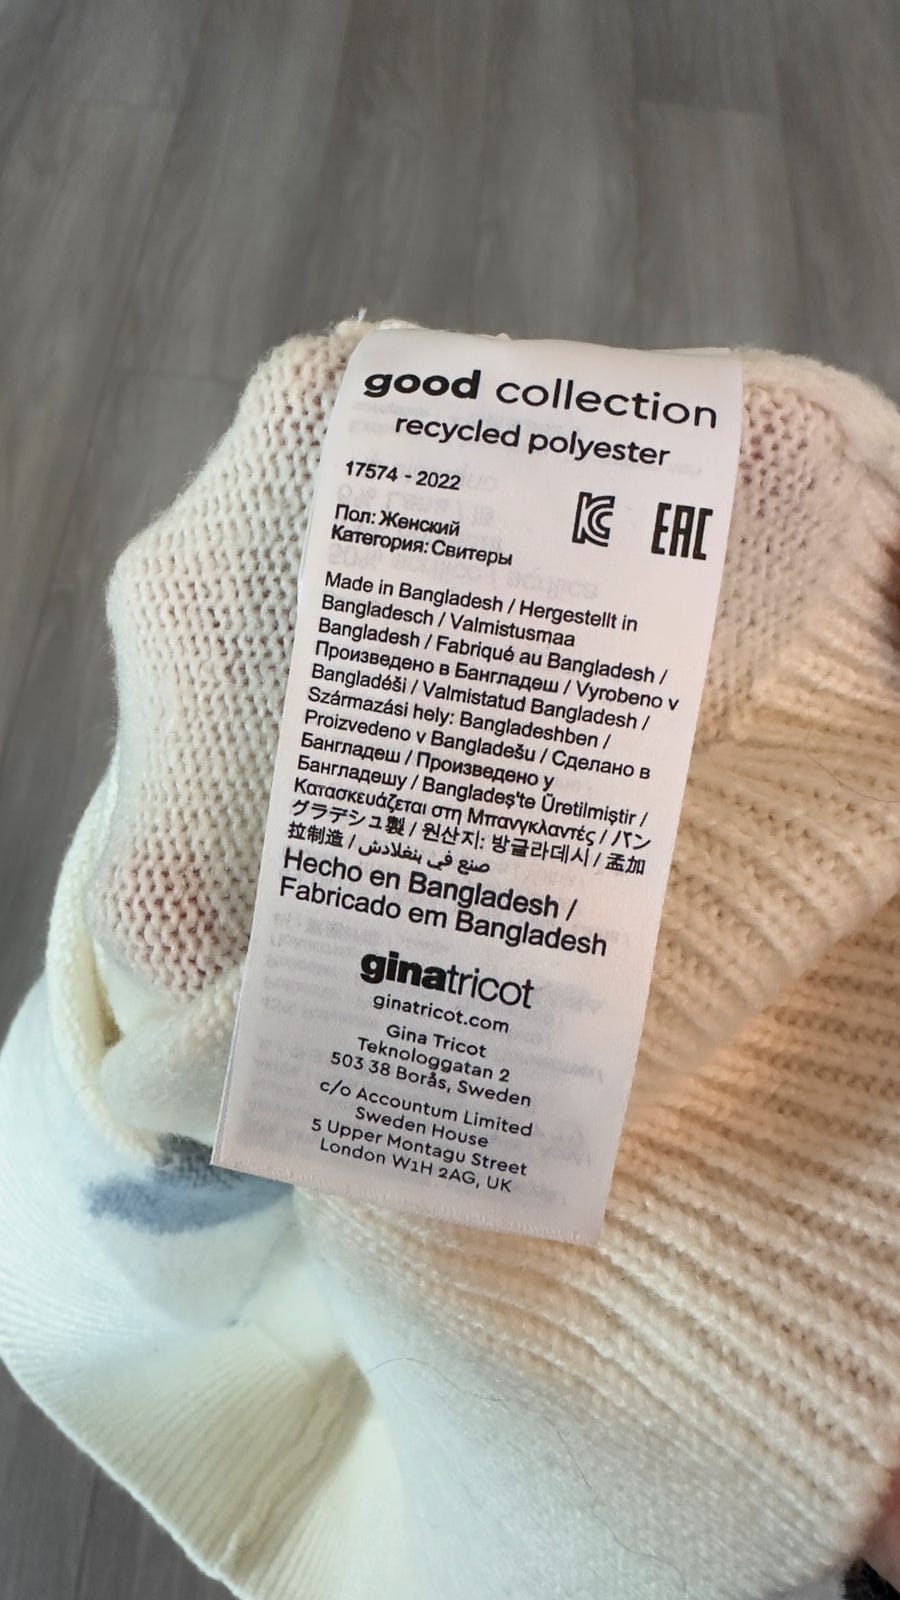 good collection
recycled polyester
17574 - 2022
Пол: Женский
Категория: Свитеры
EAC
Made in Bangladesh / Hergestellt in
Bangladesch / Valmistusmaa
Bangladesh / Fabriqué au Bangladesh /
Произведено в Бангладеш / Vyrobeno v
Bangladéši / Valmistatud Bangladesh /
Származási hely: Bangladeshben /
Proizvedeno v Bangladešu / Сделано в
Бангладеш / Произведено у
Бангладешу / Bangladeş'te Üretilmiştir /
Κατασκευάζεται στη Μπανγκλαντές / バン
グラデシュ製 / 원산지: 방글라데시 / 孟加
拉制造 / صنع في بنغلادش
Hecho en Bangladesh /
Fabricado em Bangladesh
ginatricot
ginatricot.com
Gina Tricot
Teknologgatan 2
503 38 Borås, Sweden
c/o Accountum Limited
Sweden House
5 Upper Montagu Street
London W1H 2AG, UK